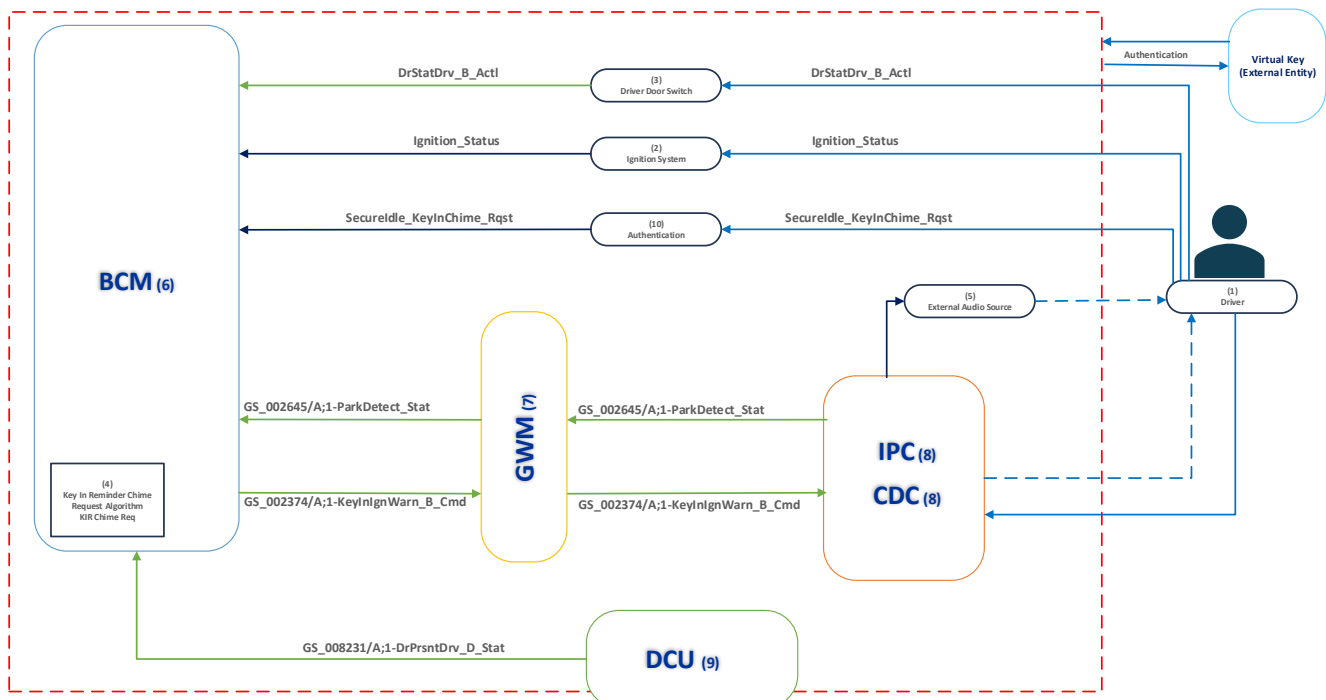 Authentication
Virtual Key
(External Entity)
DrStatDrv_B_Actl
(3)
Driver Door Switch
DrStatDrv_B_Actl
Ignition_Status
(2)
Ignition System
Ignition_Status
SecureIdle_KeyInChime_Rqst
(10)
Authentication
SecureIdle_KeyInChime_Rqst
BCM (6)
(5)
External Audio Source
(1)
Driver
GS_002645/A;1-ParkDetect_Stat
GWM (7)
GS_002645/A;1-ParkDetect_Stat
IPC (8)
CDC (8)
(4)
Key In Reminder Chime
Request Algorithm
KIR Chime Req
GS_002374/A;1-KeyInIgnWarn_B_Cmd
GS_002374/A;1-KeyInIgnWarn_B_Cmd
GS_008231/A;1-DrPrsntDrv_D_Stat
DCU (9)